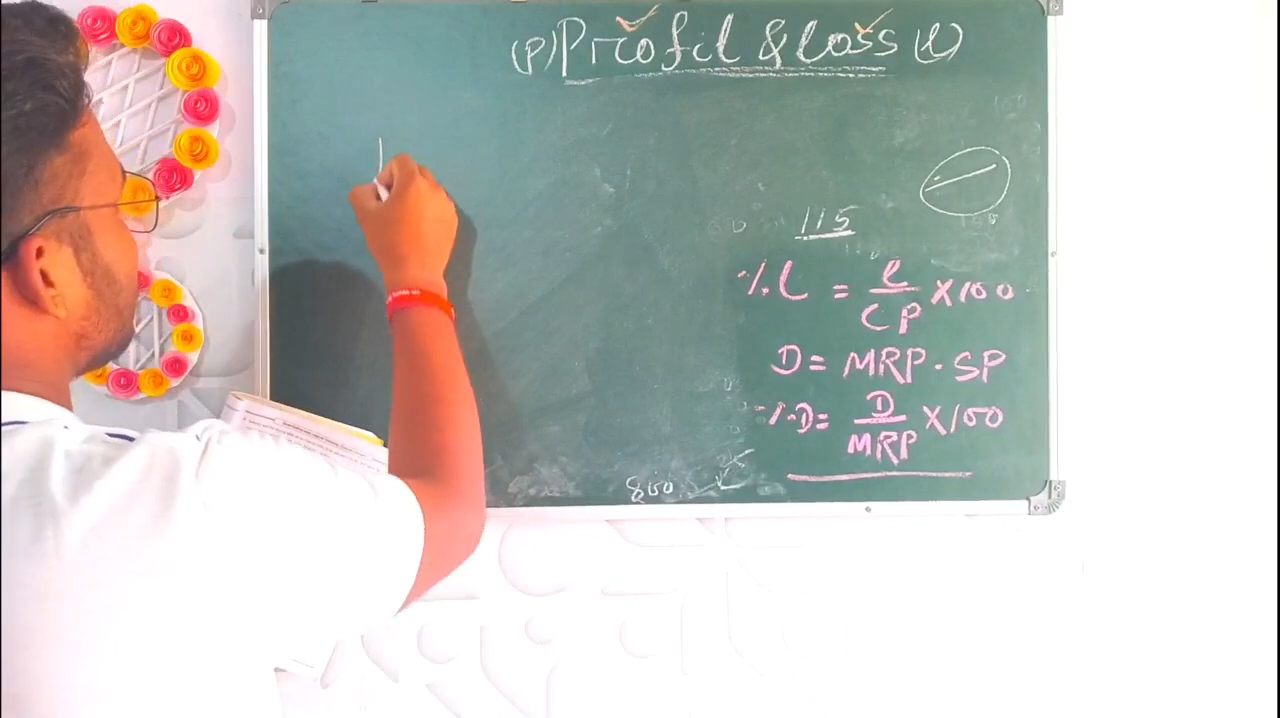 (P) Profit & loss (l)
115
%l = l/CP × 100
D = MRP - SP
%D = D/MRP × 100
800